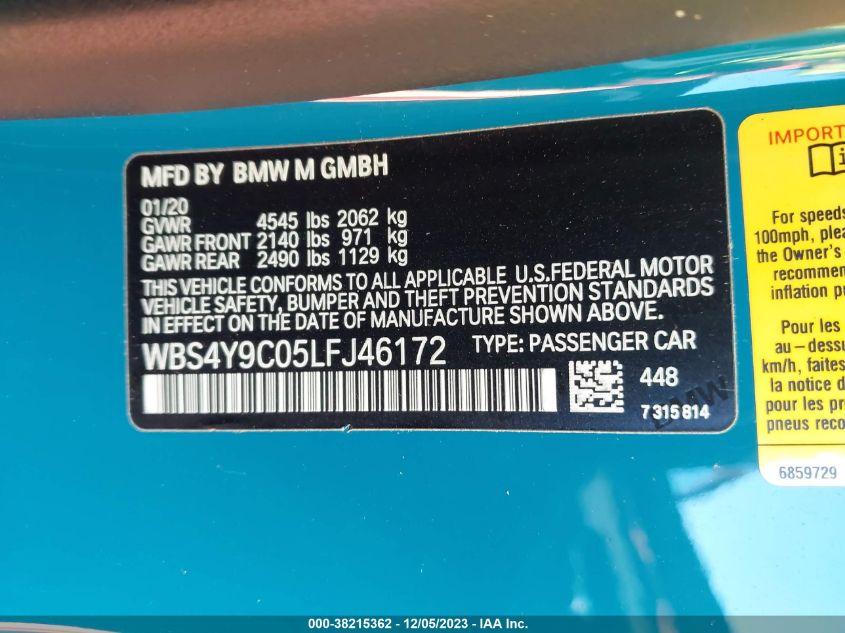 MFD BY BMW M GMBH
01/20
GVWR 4545 lbs 2062 kg
GAWR FRONT 2140 lbs 971 kg
GAWR REAR 2490 lbs 1129 kg
THIS VEHICLE CONFORMS TO ALL APPLICABLE U.S.FEDERAL MOTOR
VEHICLE SAFETY, BUMPER AND THEFT PREVENTION STANDARDS
IN EFFECT ON THE DATE OF MANUFACTURE SHOWN ABOVE.
WBS4Y9C05LFJ46172 TYPE: PASSENGER CAR
448
BMW
7315814
IMPORT
For speeds
100mph, plea
the Owner's
recommen
inflation p
Pour les
au-dessu
km/h, faites
la notice d
pour les pr
pneus reco
6859729
000-38215362 - 12/05/2023 - IAA Inc.